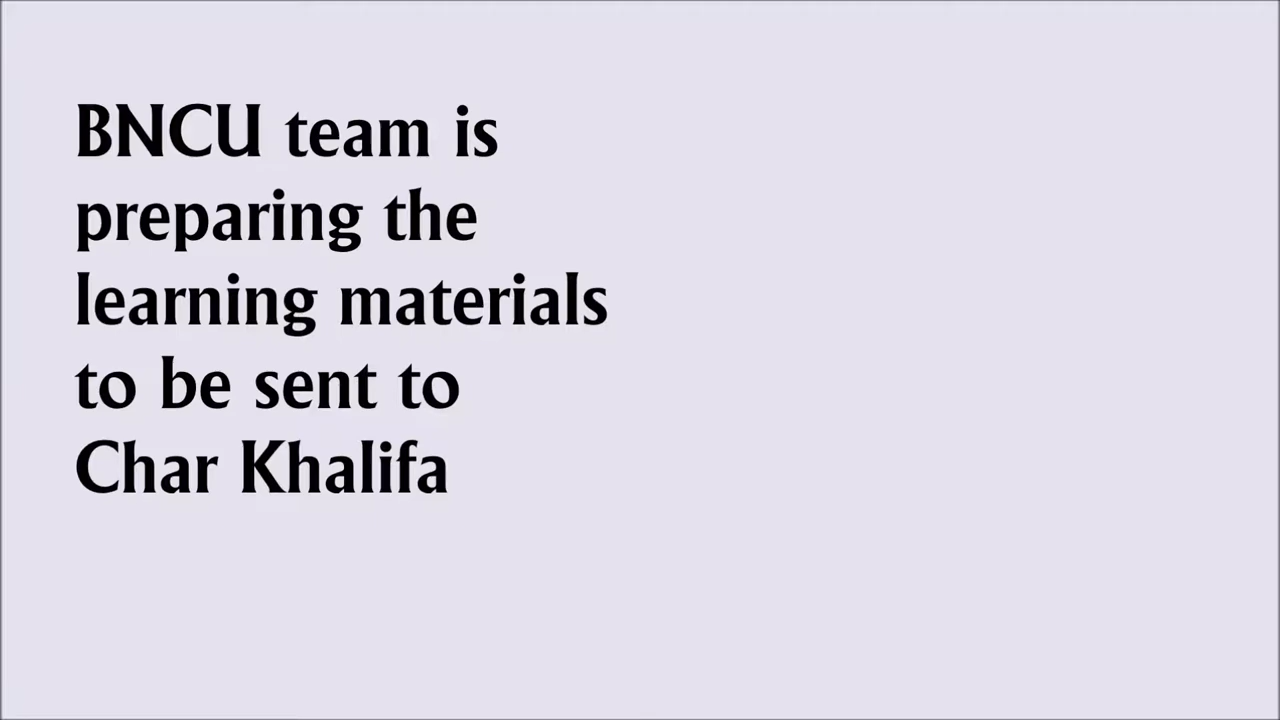 BNCU team is
preparing the
learning materials
to be sent to
Char Khalifa